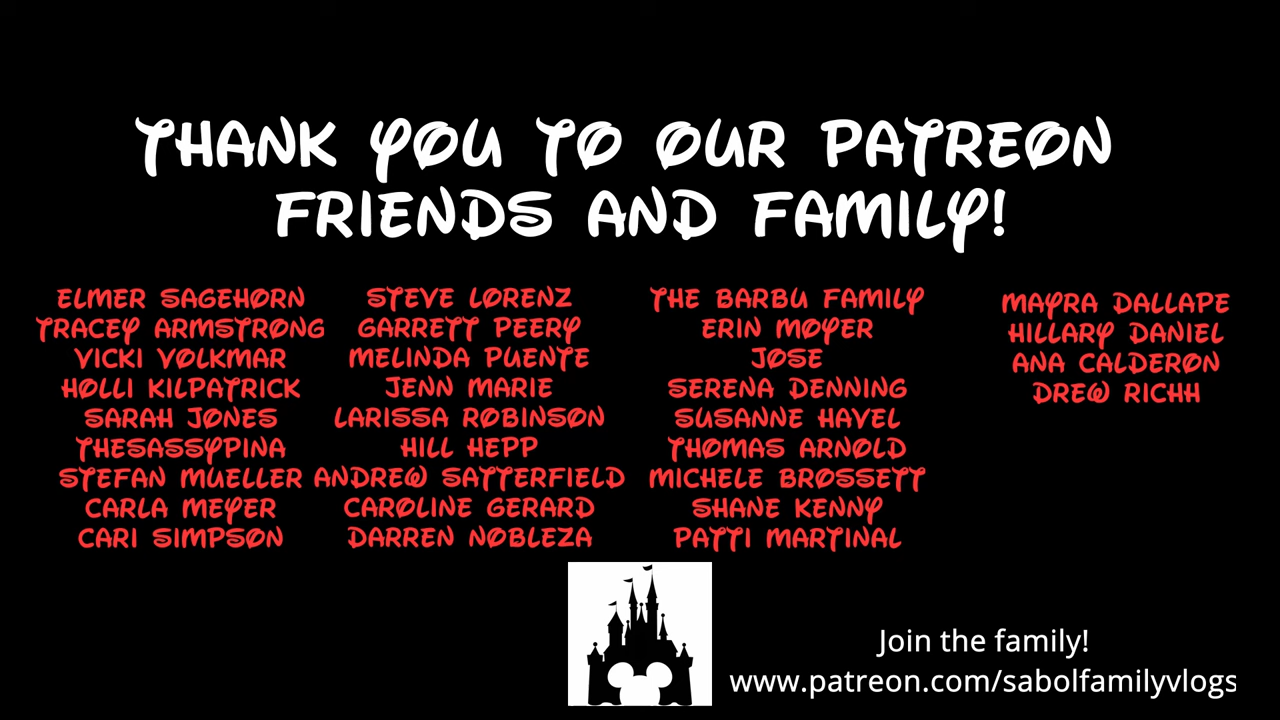 THANK YOU TO OUR PATREON
FRIENDS AND FAMILY!
ELMER SAGEHORN
TRACEY ARMSTRONG
VICKI VOLKMAR
HOLLI KILPATRICK
SARAH JONES
THESASSYPINA
STEFAN MUELLER
CARLA MEYER
CARI SIMPSON
STEVE LORENZ
GARRETT PEERY
MELINDA PUENTE
JENN MARIE
LARISSA ROBINSON
HILL HEPP
ANDREW SATTERFIELD
CAROLINE GERARD
DARREN NOBLEZA
THE BARBU FAMILY
ERIN MOYER
JOSE
SERENA DENNING
SUSANNE HAVEL
THOMAS ARNOLD
MICHELE BROSSETT
SHANE KENNY
PATTI MARTINAL
MAYRA DALLAPE
HILLARY DANIEL
ANA CALDERON
DREW RICHH
Join the family!
www.patreon.com/sabolfamilyvlogs